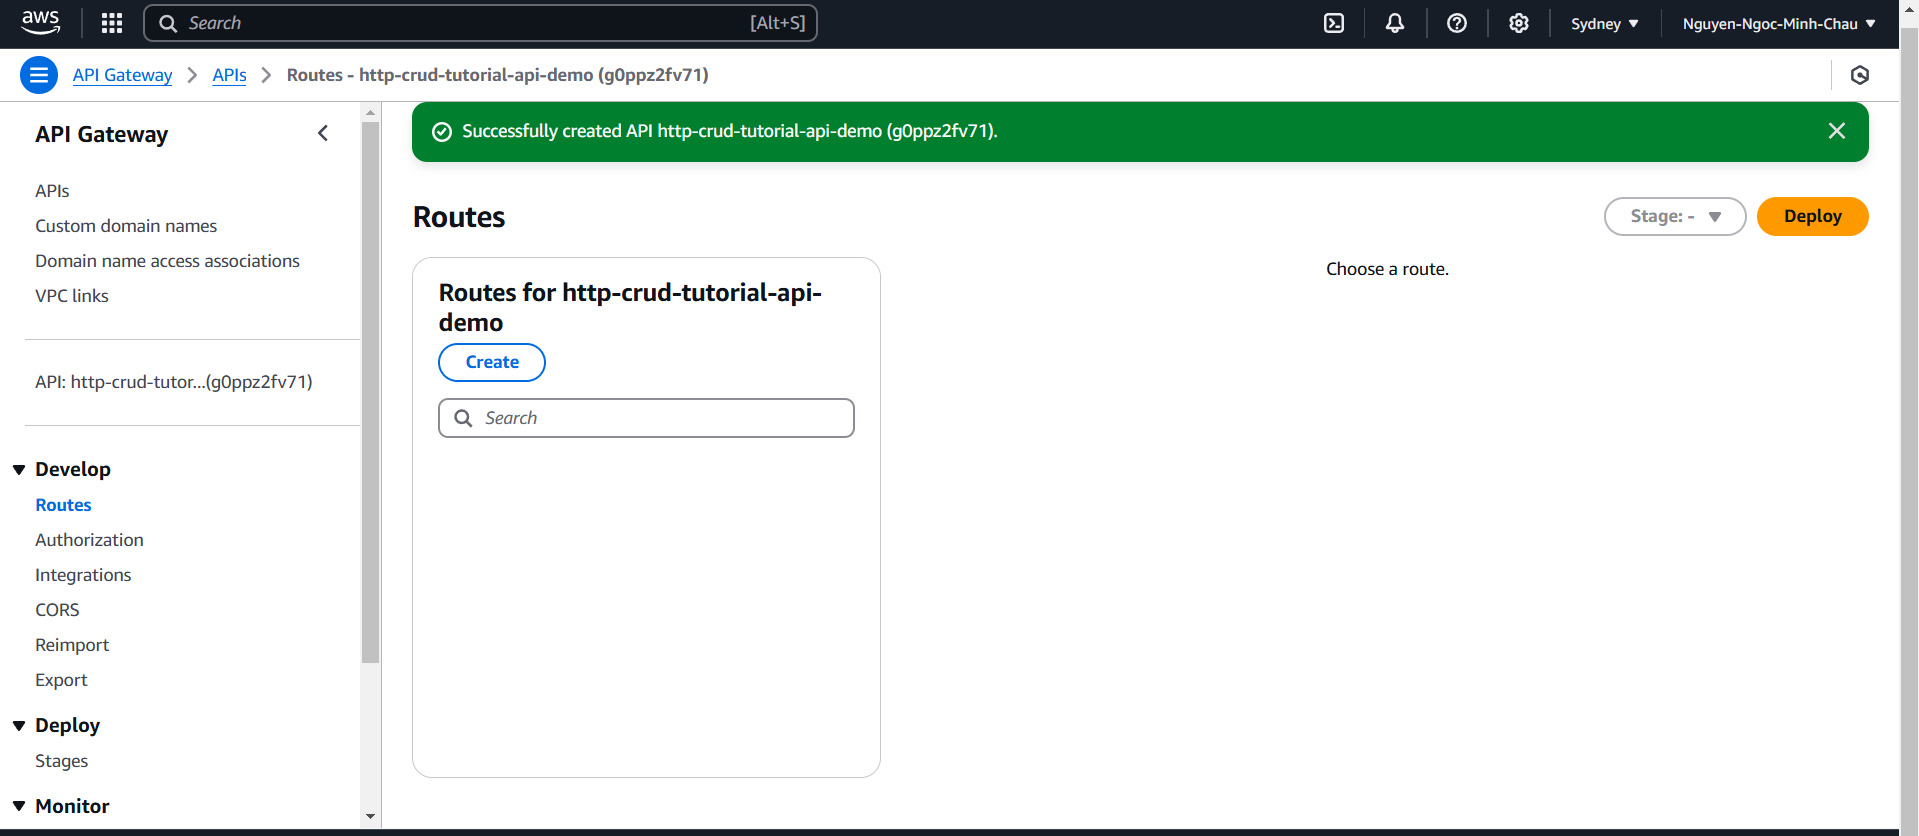 aws
Search
[Alt+S]
Sydney
Nguyen-Ngoc-Minh-Chau
API Gateway
APIs
Routes - http-crud-tutorial-api-demo (g0ppz2fv71)
API Gateway
APIs
Custom domain names
Domain name access associations
VPC links
API: http-crud-tutor...(g0ppz2fv71)
Develop
Routes
Authorization
Integrations
CORS
Reimport
Export
Deploy
Stages
Monitor
Successfully created API http-crud-tutorial-api-demo (g0ppz2fv71).
Routes
Stage: -
Deploy
Routes for http-crud-tutorial-api-
demo
Create
Search
Choose a route.